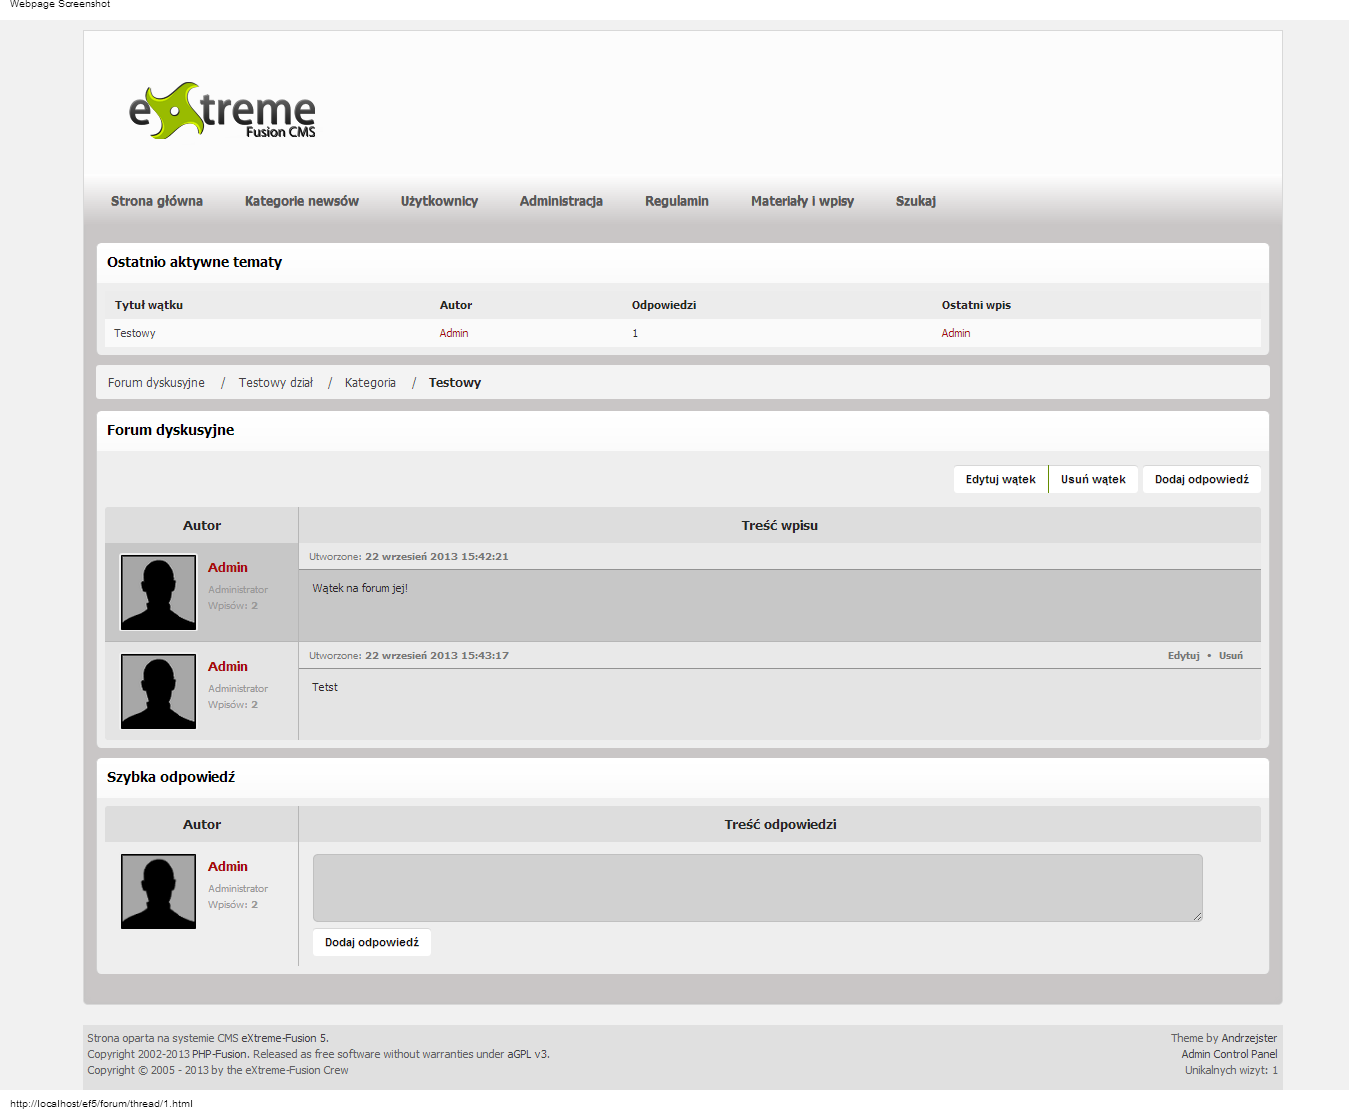 Webpage Screenshot
eXtreme
Fusion CMS
Strona główna Kategorie newsów Użytkownicy Administracja Regulamin Materiały i wpisy Szukaj
Ostatnio aktywne tematy
Tytuł wątku Autor Odpowiedzi Ostatni wpis
Testowy Admin 1 Admin
Forum dyskusyjne / Testowy dział / Kategoria / Testowy
Forum dyskusyjne
Edytuj wątek Usuń wątek Dodaj odpowiedź
Autor Treść wpisu
Utworzone: 22 wrzesień 2013 15:42:21
Admin
Administrator
Wpisów: 2
Wątek na forum jej!
Utworzone: 22 wrzesień 2013 15:43:17 Edytuj • Usuń
Admin
Administrator
Wpisów: 2
Tetst
Szybka odpowiedź
Autor Treść odpowiedzi
Admin
Administrator
Wpisów: 2
Dodaj odpowiedź
Strona oparta na systemie CMS eXtreme-Fusion 5. Theme by Andrzejster
Copyright 2002-2013 PHP-Fusion. Released as free software without warranties under aGPL v3. Admin Control Panel
Copyright © 2005 - 2013 by the eXtreme-Fusion Crew Unikalnych wizyt: 1
http://localhost/ef5/forum/thread/1.html